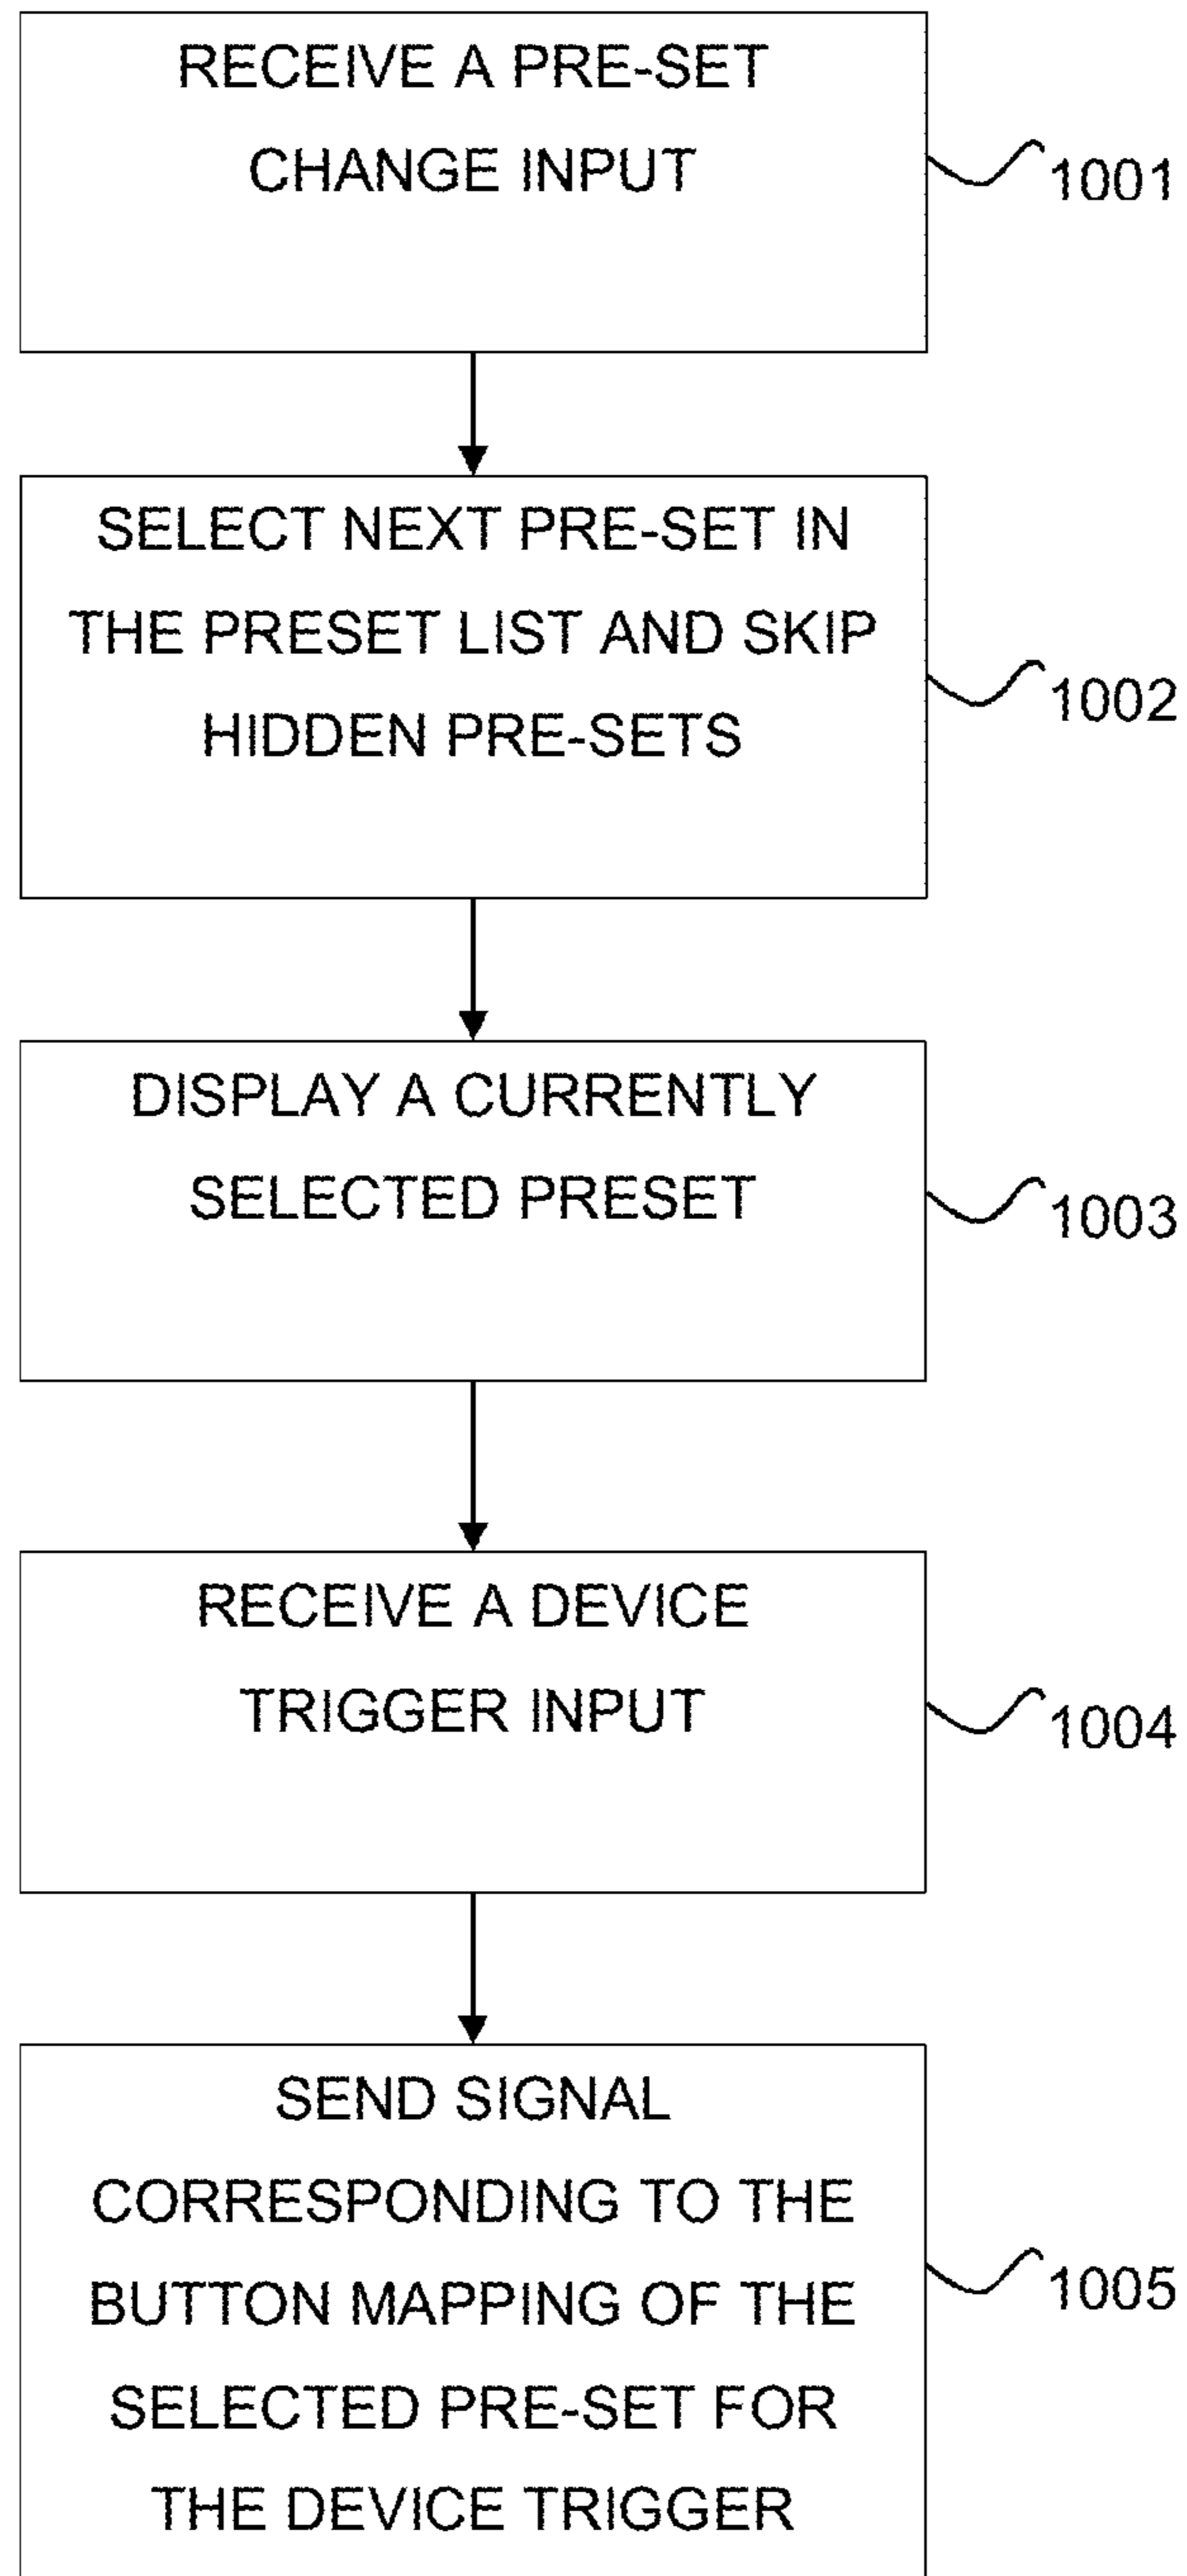 RECEIVE A PRE-SET
CHANGE INPUT
1001
SELECT NEXT PRE-SET IN
THE PRESET LIST AND SKIP
HIDDEN PRE-SETS
1002
DISPLAY A CURRENTLY
SELECTED PRESET
1003
RECEIVE A DEVICE
TRIGGER INPUT
1004
SEND SIGNAL
CORRESPONDING TO THE
BUTTON MAPPING OF THE
SELECTED PRE-SET FOR
THE DEVICE TRIGGER
1005